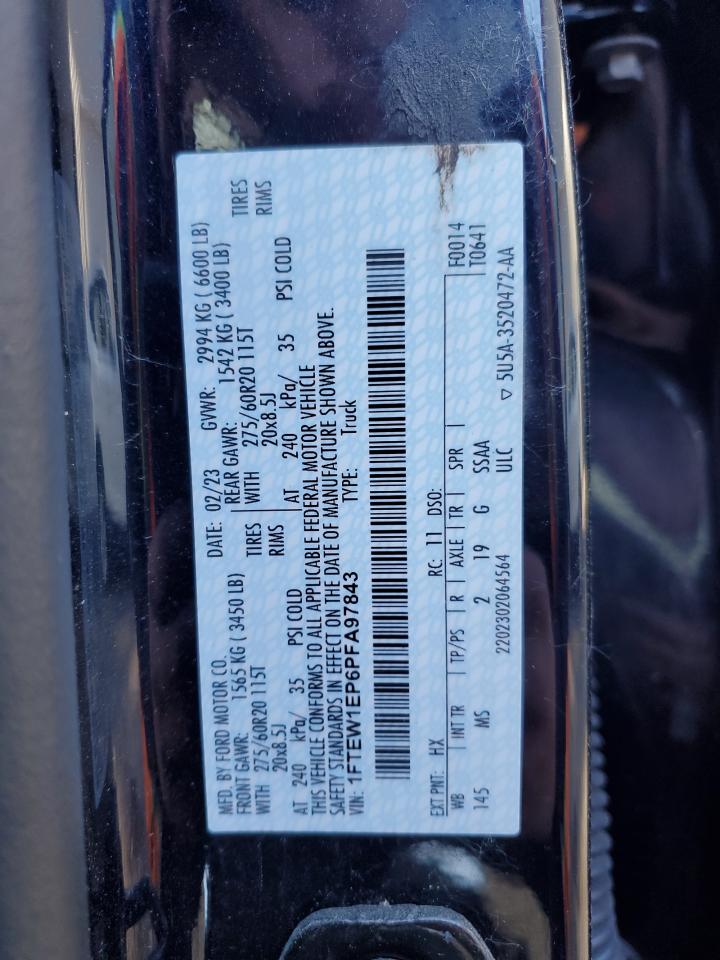 MFD. BY FORD MOTOR CO.
DATE: 02/23 GVWR: 2994 KG ( 6600 LB)
FRONT GAWR: 1565 KG ( 3450 LB) REAR GAWR: 1542 KG ( 3400 LB)
WITH 275/60R20 115T TIRES WITH 275/60R20 115T TIRES
20x8.5J RIMS 20x8.5J RIMS
AT 240 kPa/ 35 PSI COLD AT 240 kPa/ 35 PSI COLD
THIS VEHICLE CONFORMS TO ALL APPLICABLE FEDERAL MOTOR VEHICLE
SAFETY STANDARDS IN EFFECT ON THE DATE OF MANUFACTURE SHOWN ABOVE.
VIN: 1FTEW1EP6PFA97843 TYPE: Truck
EXT PNT: HX RC: 11 DSO: F0014
WB INT TR TP/PS R AXLE TR SPR T0641
145 MS 2 19 G SSAA
2202302064564 ULC ▽ 5U5A-3520472-AA